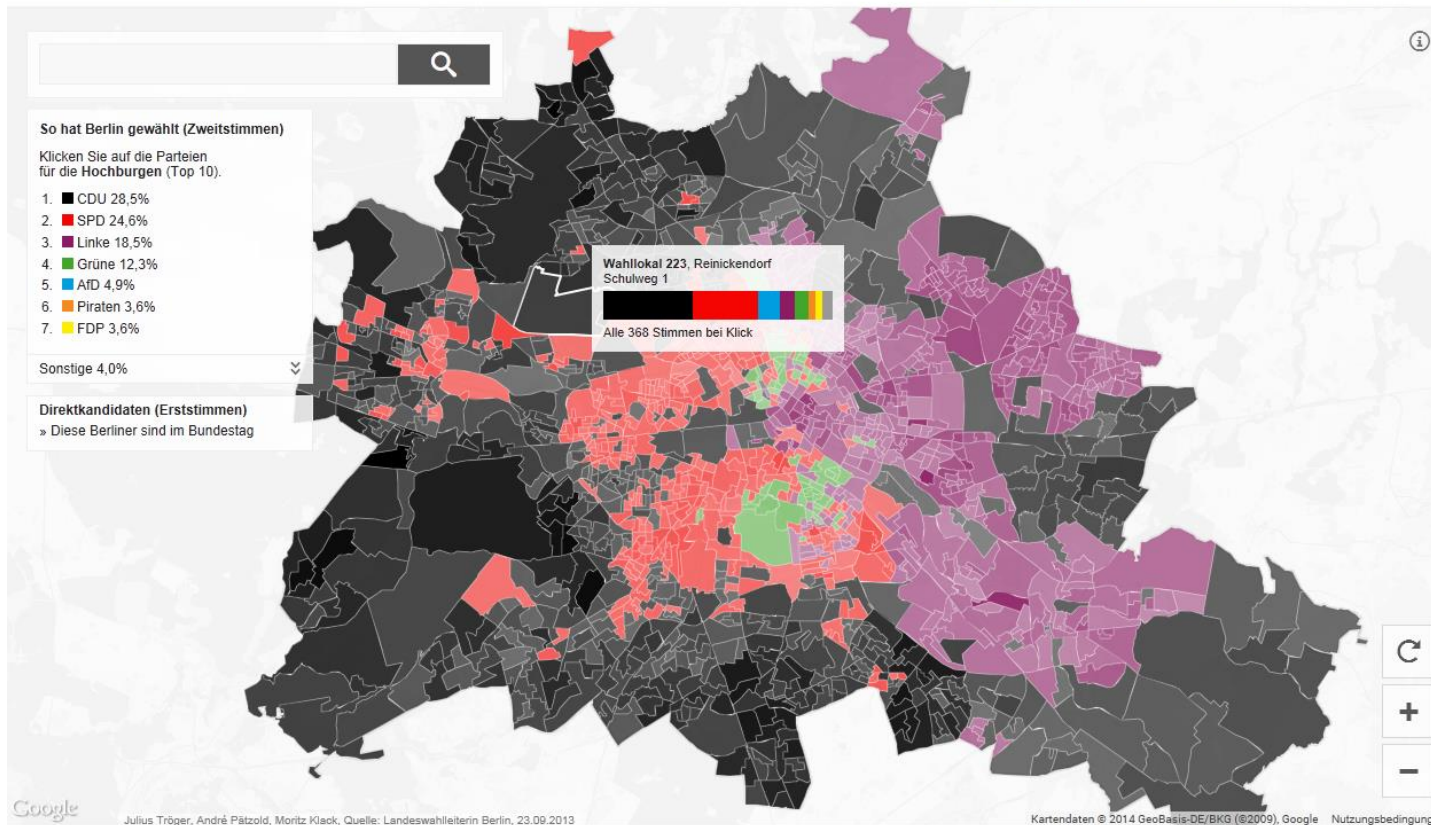 So hat Berlin gewählt (Zweitstimmen)
Klicken Sie auf die Parteien
für die Hochburgen (Top 10).
1. CDU 28,5%
2. SPD 24,6%
3. Linke 18,5%
4. Grüne 12,3%
5. AfD 4,9%
6. Piraten 3,6%
7. FDP 3,6%
Sonstige 4,0%
Direktkandidaten (Erststimmen)
» Diese Berliner sind im Bundestag
Wahllokal 223, Reinickendorf
Schulweg 1
Alle 368 Stimmen bei Klick
i
+
−
Google
Julius Tröger, André Pätzold, Moritz Klack, Quelle: Landeswahlleiterin Berlin, 23.09.2013
Kartendaten © 2014 GeoBasis-DE/BKG (©2009), Google Nutzungsbedingung